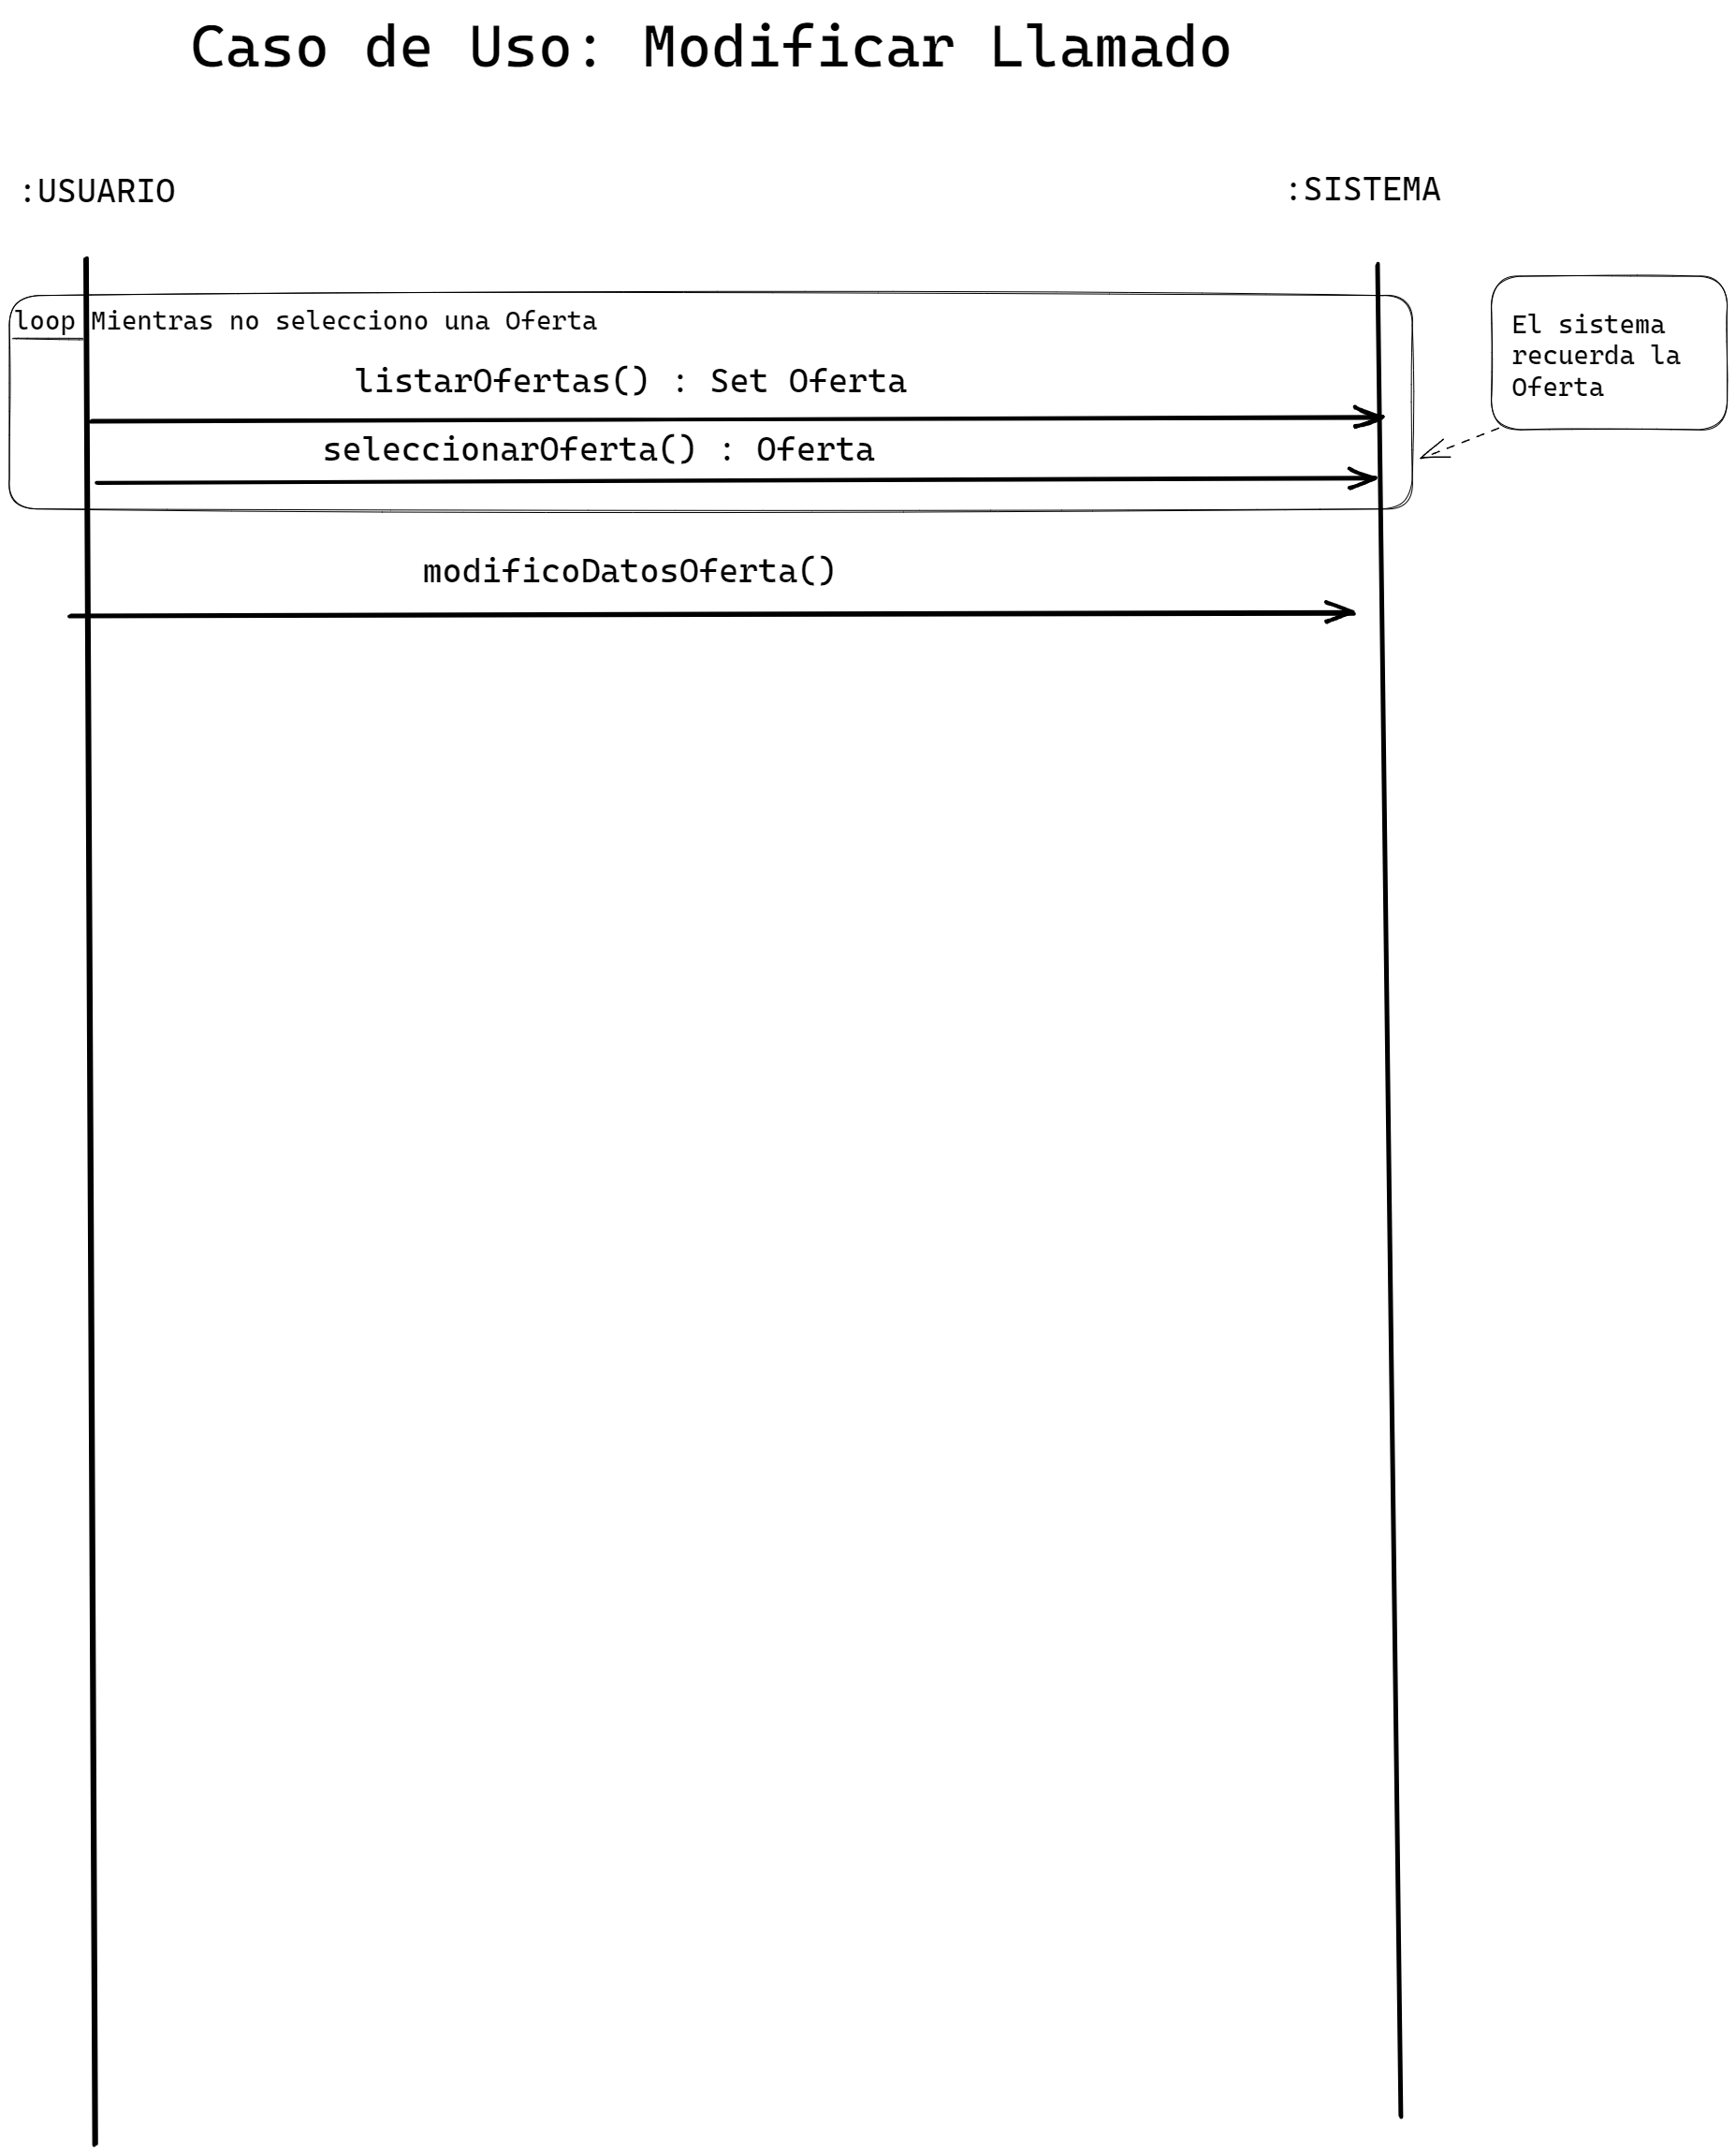 Caso de Uso: Modificar Llamado
:USUARIO
:SISTEMA
loop Mientras no selecciono una Oferta
listarOfertas() : Set Oferta
seleccionarOferta() : Oferta
El sistema
recuerda la
Oferta
modificoDatosOferta()